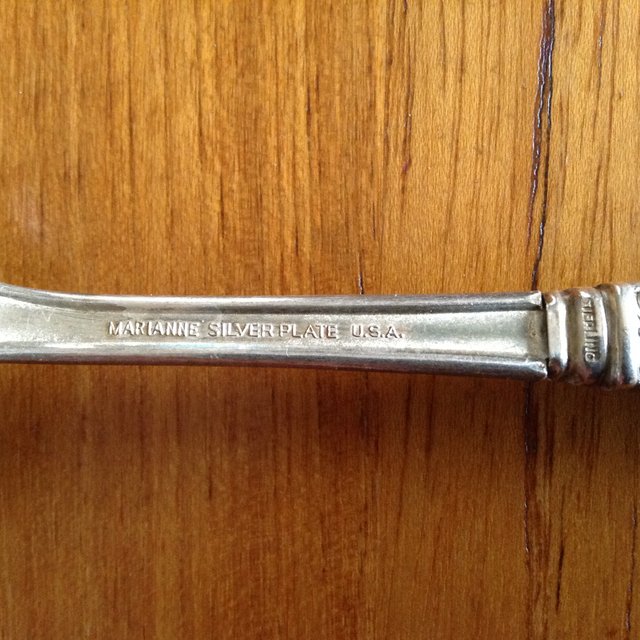 MARIANNE SILVER PLATE U.S.A.
STERLING